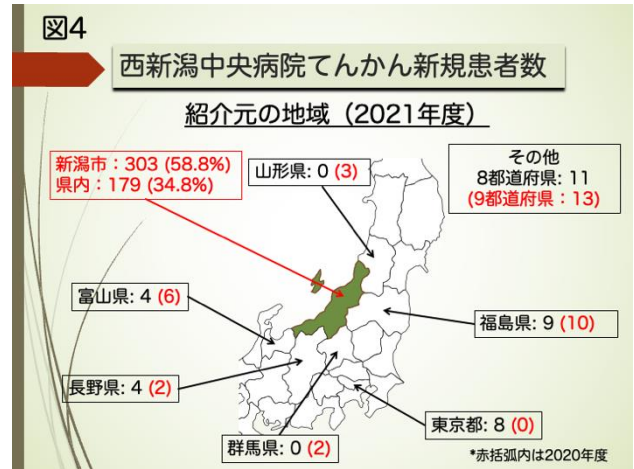 図4
西新潟中央病院てんかん新規患者数
紹介元の地域（2021年度）
新潟市：303 (58.8%)
県内：179 (34.8%)
山形県: 0 (3)
その他
8都道府県: 11
(9都道府県：13)
富山県: 4 (6)
福島県: 9 (10)
長野県: 4 (2)
東京都: 8 (0)
群馬県: 0 (2)
*赤括弧内は2020年度